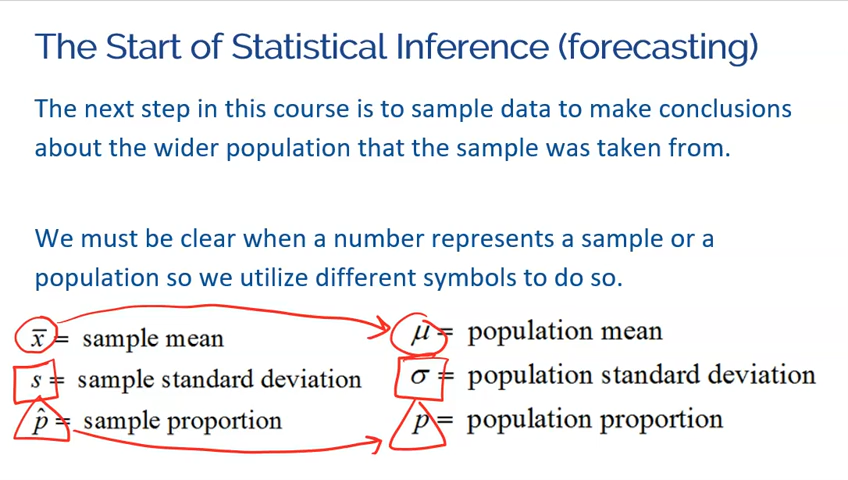 The Start of Statistical Inference (forecasting)
The next step in this course is to sample data to make conclusions
about the wider population that the sample was taken from.
We must be clear when a number represents a sample or a
population so we utilize different symbols to do so.
x̄ = sample mean
s = sample standard deviation
p̂ = sample proportion
μ = population mean
σ = population standard deviation
p = population proportion